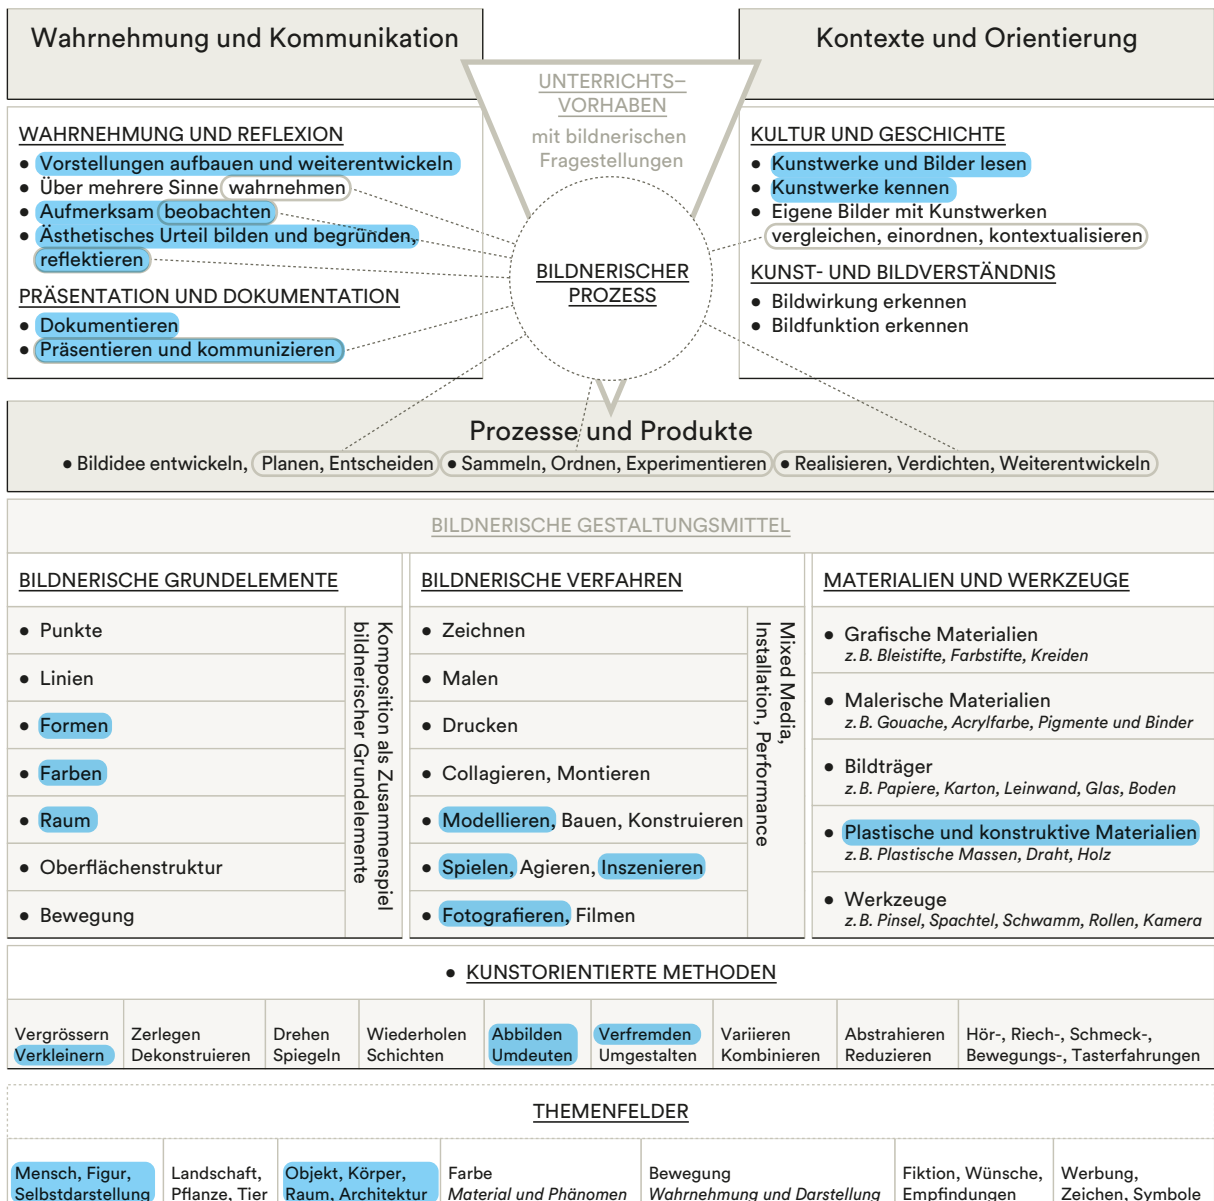 Wahrnehmung und Kommunikation
Kontexte und Orientierung
UNTERRICHTS–
VORHABEN
mit bildnerischen
Fragestellungen
WAHRNEHMUNG UND REFLEXION
• Vorstellungen aufbauen und weiterentwickeln
• Über mehrere Sinne wahrnehmen
• Aufmerksam beobachten
• Ästhetisches Urteil bilden und begründen,
reflektieren
PRÄSENTATION UND DOKUMENTATION
• Dokumentieren
• Präsentieren und kommunizieren
BILDNERISCHER
PROZESS
KULTUR UND GESCHICHTE
• Kunstwerke und Bilder lesen
• Kunstwerke kennen
• Eigene Bilder mit Kunstwerken
vergleichen, einordnen, kontextualisieren
KUNST- UND BILDVERSTÄNDNIS
• Bildwirkung erkennen
• Bildfunktion erkennen
Prozesse und Produkte
• Bildidee entwickeln, Planen, Entscheiden • Sammeln, Ordnen, Experimentieren • Realisieren, Verdichten, Weiterentwickeln
BILDNERISCHE GESTALTUNGSMITTEL
BILDNERISCHE GRUNDELEMENTE
• Punkte
• Linien
• Formen
• Farben
• Raum
• Oberflächenstruktur
• Bewegung
Komposition als Zusammenspiel
bildnerischer Grundelemente
BILDNERISCHE VERFAHREN
• Zeichnen
• Malen
• Drucken
• Collagieren, Montieren
• Modellieren, Bauen, Konstruieren
• Spielen, Agieren, Inszenieren
• Fotografieren, Filmen
Mixed Media,
Installation, Performance
MATERIALIEN UND WERKZEUGE
• Grafische Materialien
z. B. Bleistifte, Farbstifte, Kreiden
• Malerische Materialien
z. B. Gouache, Acrylfarbe, Pigmente und Binder
• Bildträger
z. B. Papiere, Karton, Leinwand, Glas, Boden
• Plastische und konstruktive Materialien
z. B. Plastische Massen, Draht, Holz
• Werkzeuge
z. B. Pinsel, Spachtel, Schwamm, Rollen, Kamera
• KUNSTORIENTIERTE METHODEN
Vergrössern
Verkleinern
Zerlegen
Dekonstruieren
Drehen
Spiegeln
Wiederholen
Schichten
Abbilden
Umdeuten
Verfremden
Umgestalten
Variieren
Kombinieren
Abstrahieren
Reduzieren
Hör-, Riech-, Schmeck-,
Bewegungs-, Tasterfahrungen
THEMENFELDER
Mensch, Figur,
Selbstdarstellung
Landschaft,
Pflanze, Tier
Objekt, Körper,
Raum, Architektur
Farbe
Material und Phänomen
Bewegung
Wahrnehmung und Darstellung
Fiktion, Wünsche,
Empfindungen
Werbung,
Zeichen, Symbole